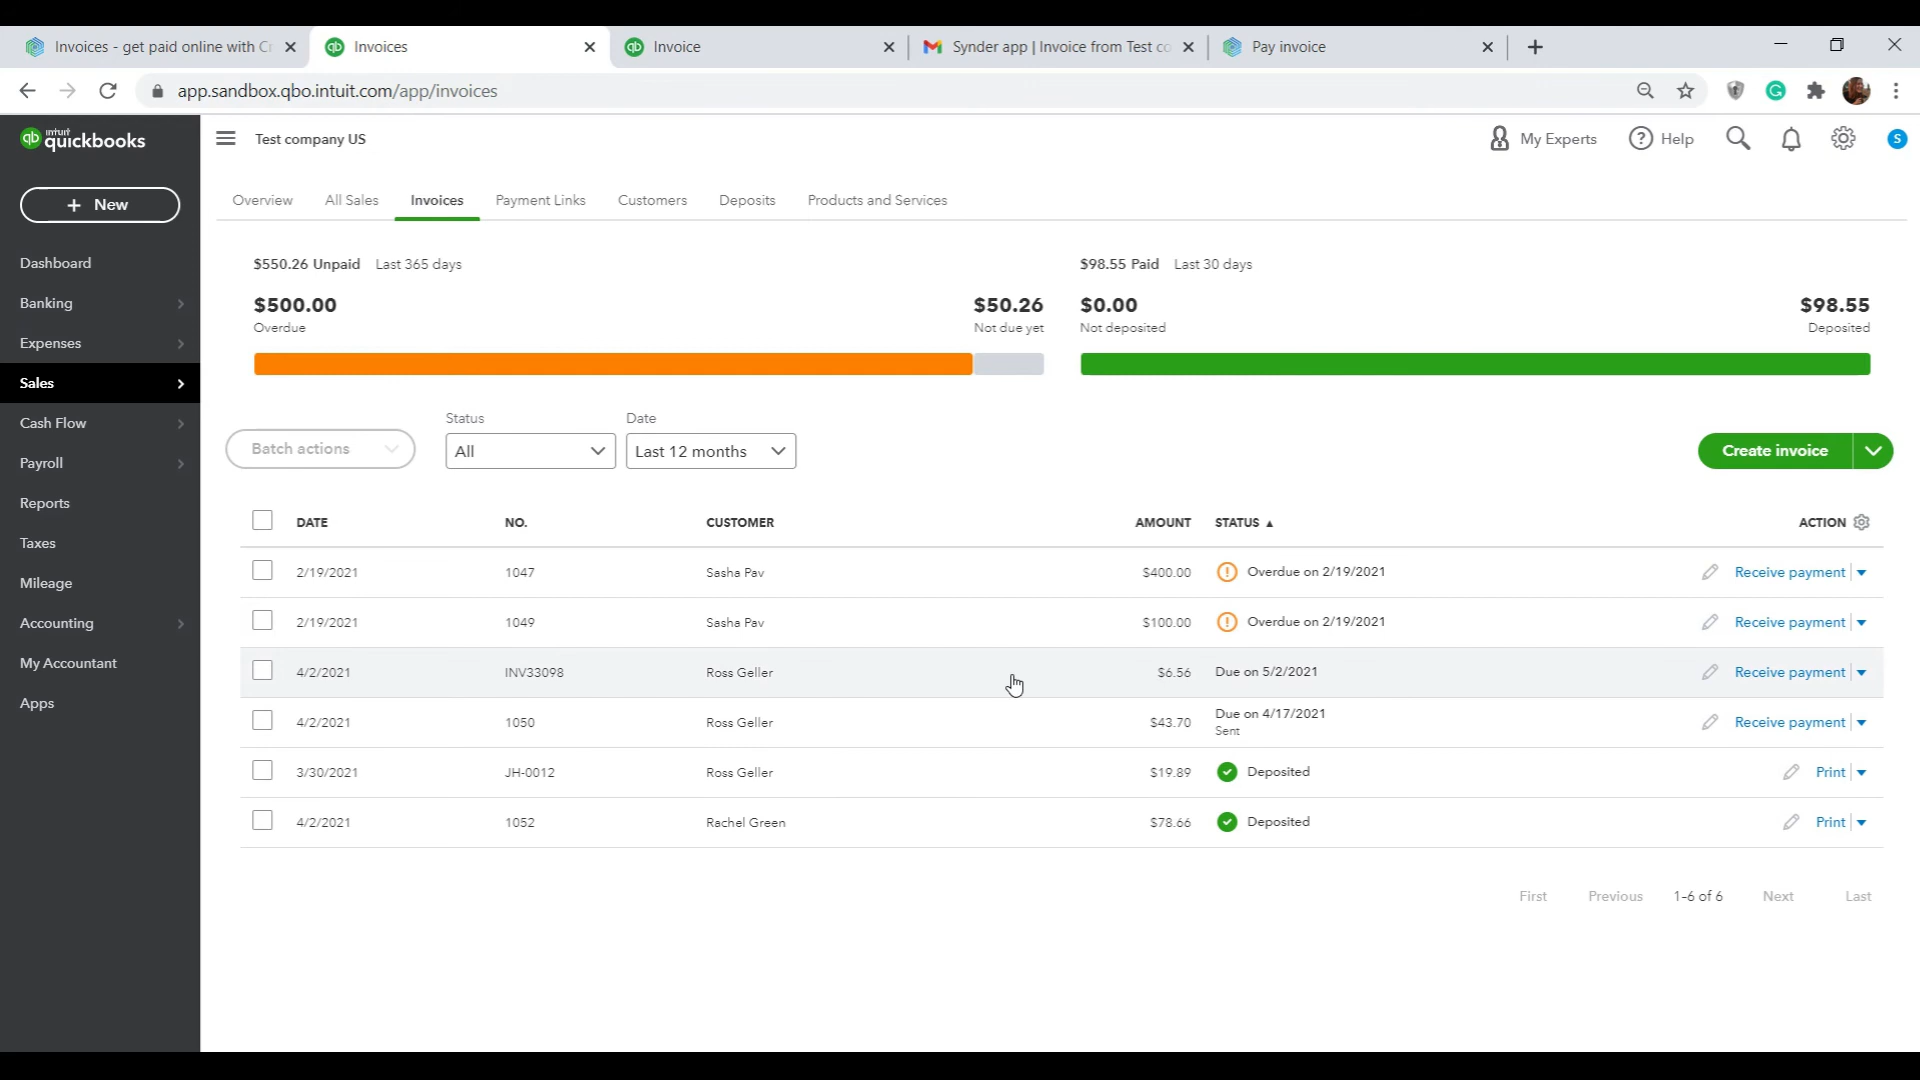 Invoices - get paid online with Cr
Invoices
Invoice
Synder app | Invoice from Test co
Pay invoice
app.sandbox.qbo.intuit.com/app/invoices
intuit quickbooks
Test company US
My Experts
Help
S
+ New
Overview All Sales Invoices Payment Links Customers Deposits Products and Services
Dashboard
Banking
Expenses
Sales
Cash Flow
Payroll
Reports
Taxes
Mileage
Accounting
My Accountant
Apps
$550.26 Unpaid Last 365 days
$98.55 Paid Last 30 days
$500.00 $50.26 $0.00 $98.55
Overdue Not due yet Not deposited Deposited
Status Date
Batch actions All Last 12 months Create invoice
DATE NO. CUSTOMER AMOUNT STATUS ▲ ACTION
2/19/2021 1047 Sasha Pav $400.00 Overdue on 2/19/2021 Receive payment
2/19/2021 1049 Sasha Pav $100.00 Overdue on 2/19/2021 Receive payment
4/2/2021 INV33098 Ross Geller $6.56 Due on 5/2/2021 Receive payment
4/2/2021 1050 Ross Geller $43.70 Due on 4/17/2021 Receive payment
Sent
3/30/2021 JH-0012 Ross Geller $19.89 Deposited Print
4/2/2021 1052 Rachel Green $78.66 Deposited Print
First Previous 1-6 of 6 Next Last